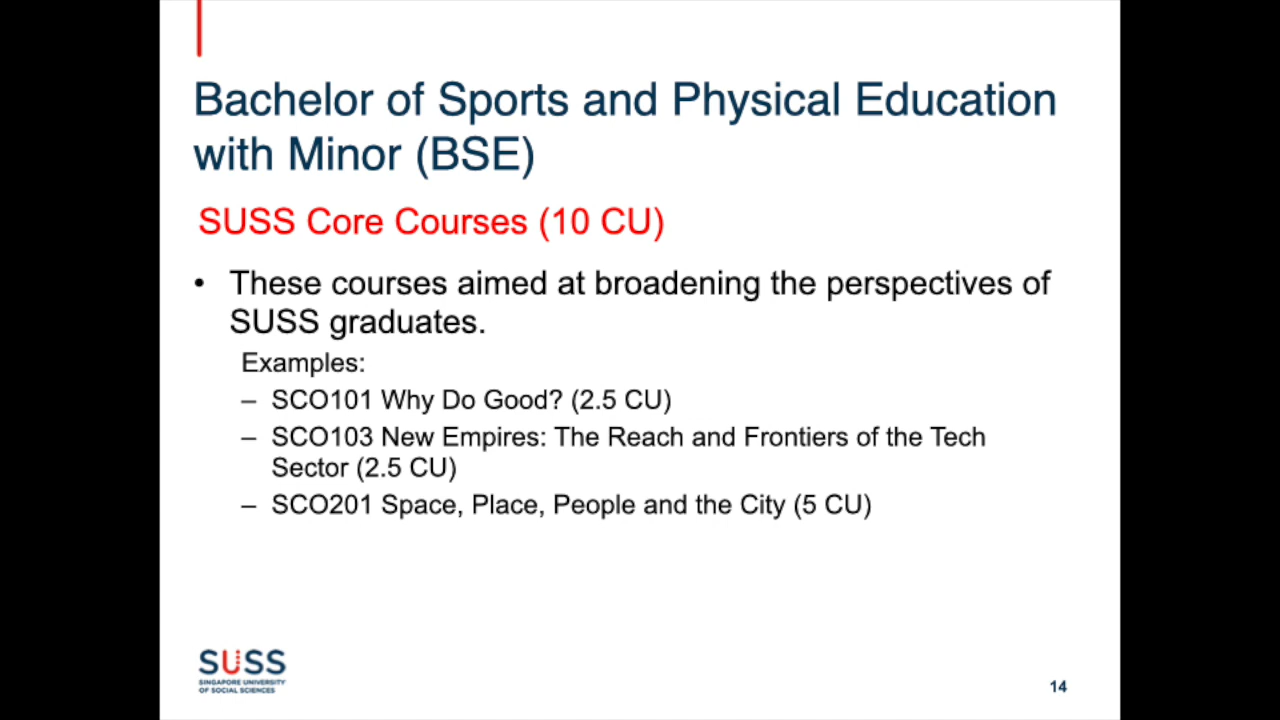 Bachelor of Sports and Physical Education
with Minor (BSE)
SUSS Core Courses (10 CU)
• These courses aimed at broadening the perspectives of
SUSS graduates.
Examples:
– SCO101 Why Do Good? (2.5 CU)
– SCO103 New Empires: The Reach and Frontiers of the Tech
Sector (2.5 CU)
– SCO201 Space, Place, People and the City (5 CU)
SUSS
SINGAPORE UNIVERSITY
OF SOCIAL SCIENCES
14